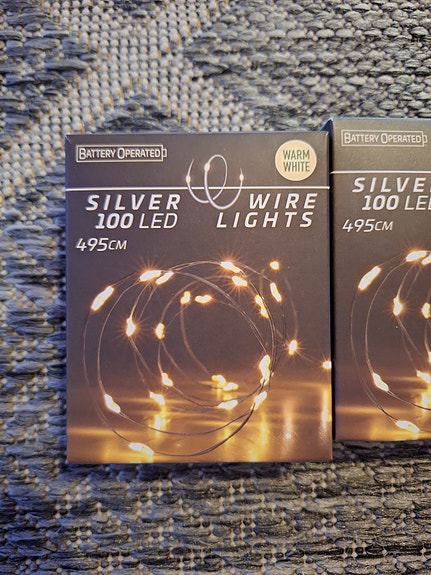 BATTERY OPERATED
WARM
WHITE
SILVER WIRE
100 LED LIGHTS
495CM
BATTERY OPERATED
SILVE
100 LE
495CM